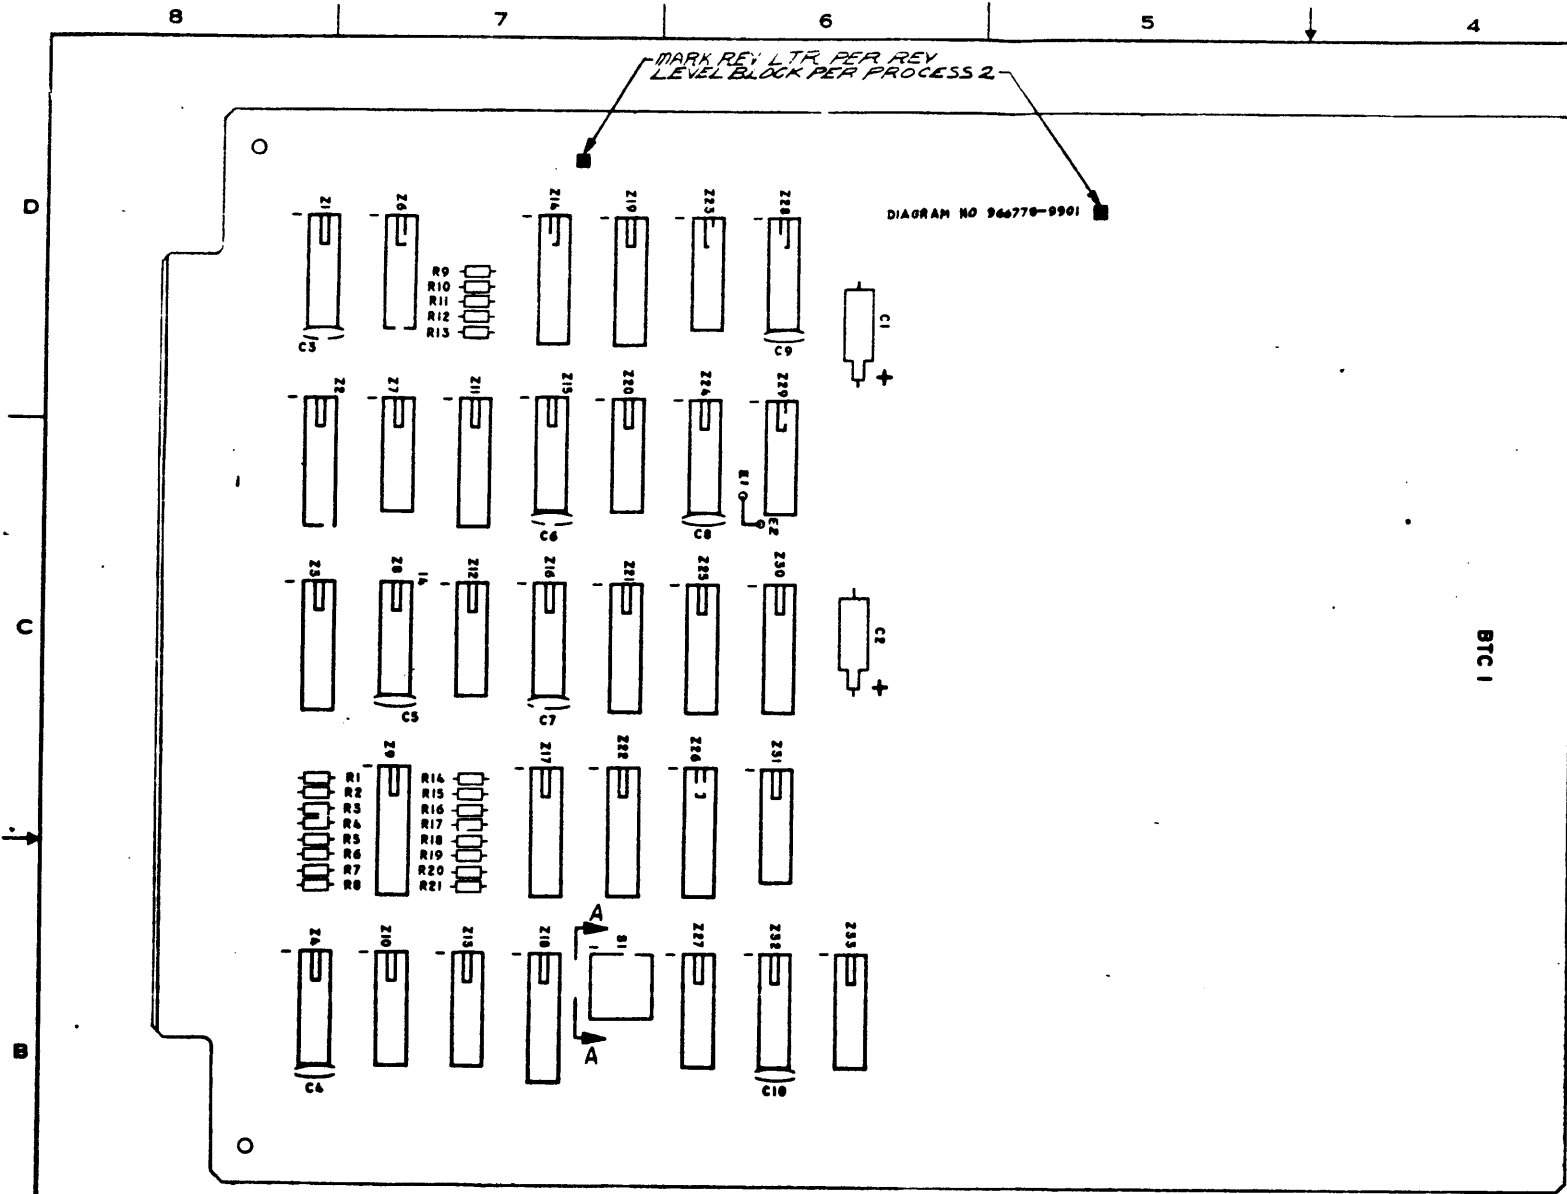 8 7 6 5 4
MARK REV LTR PER REV
LEVEL BLOCK PER PROCESS 2
D
DIAGRAM NO 966770-9901
Z1 Z6 Z14 Z19 Z23 Z28
R9
R10
R11
R12
R13
C1
C3 C9
+
Z2 Z7 Z11 Z15 Z20 Z24 Z29
E1
E2
C6 C8
Z3 Z8 14 Z12 Z16 Z21 Z25 Z30
C
C2
BTC 1
+
C5 C7
Z9 Z17 Z22 Z26 Z31
R1 R14
R2 R15
R3 R16
R4 R17
R5 R18
R6 R19
R7 R20
R8 R21
A
Z4 Z10 Z13 Z18 S1 Z27 Z32 Z33
B
A
C4 C10